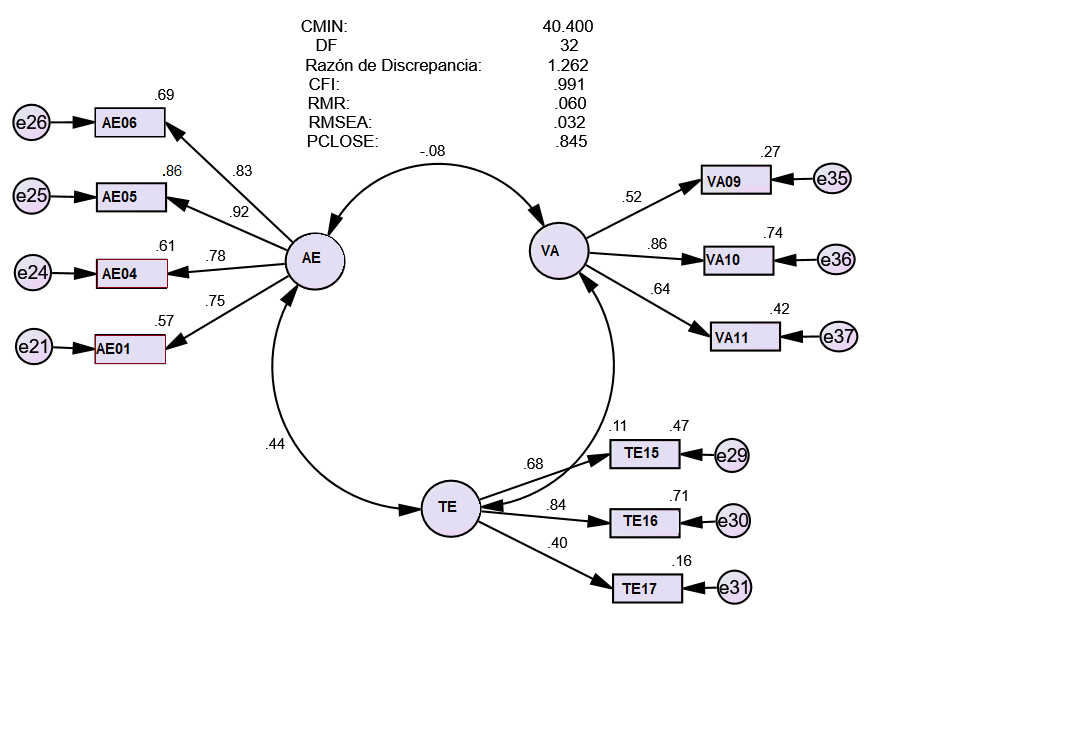 CMIN: 40.400
DF 32
Razón de Discrepancia: 1.262
CFI: .991
RMR: .060
RMSEA: .032
PCLOSE: .845
-.08
.69
e26 AE06
.83
.86
e25 AE05
.92
.61
e24 AE04
.78
.57
e21 AE01
.75
AE
VA
.27
VA09 e35
.52
.74
VA10 e36
.86
.42
VA11 e37
.64
.44
.11
TE
.47
TE15 e29
.68
.71
TE16 e30
.84
.16
TE17 e31
.40